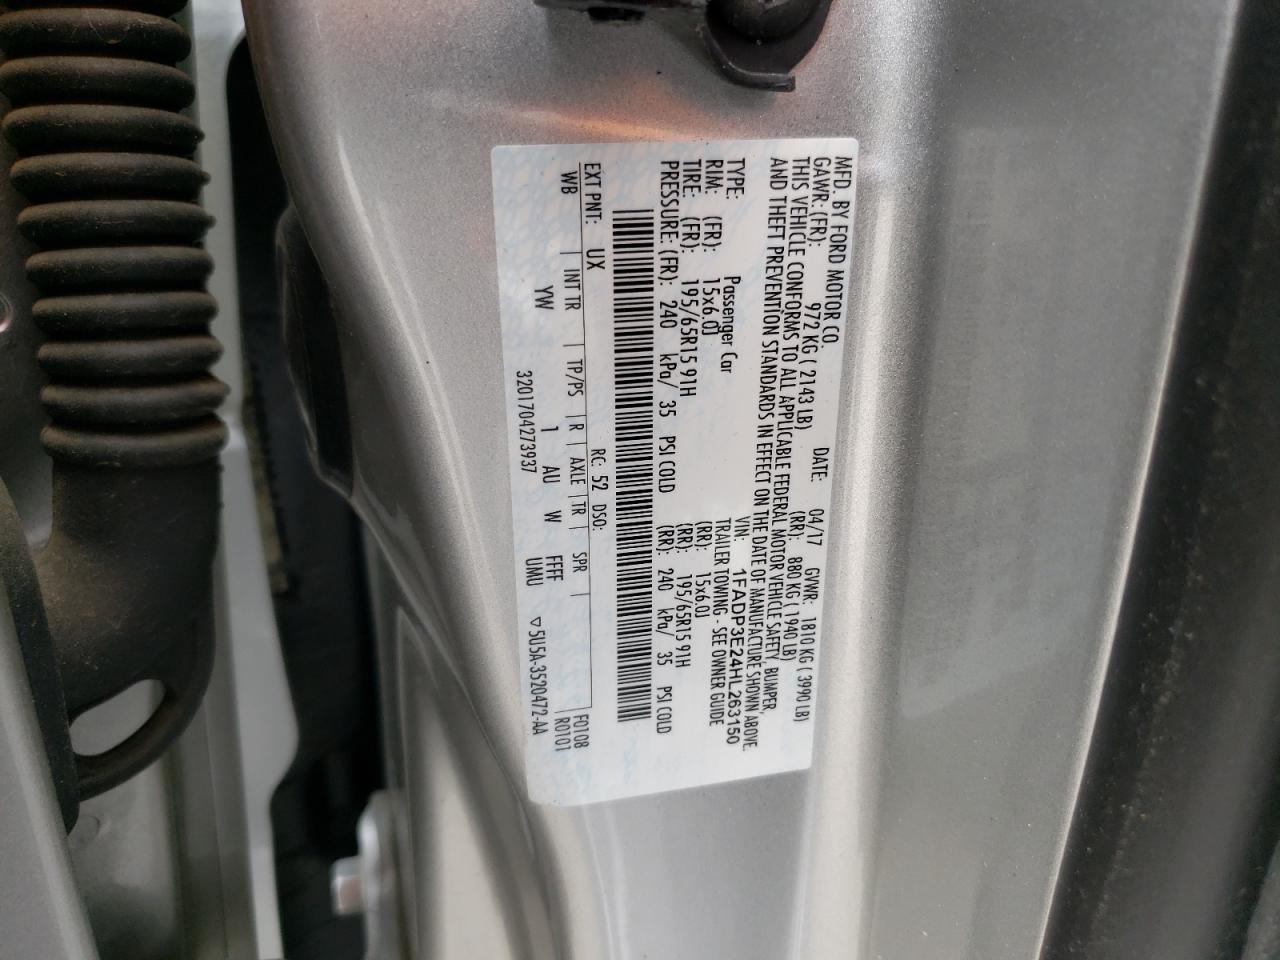 MFD. BY FORD MOTOR CO.
DATE: 04/17 GVWR: 1810 KG ( 3990 LB)
GAWR: (FR): 972 KG ( 2143 LB) (RR): 880 KG ( 1940 LB)
THIS VEHICLE CONFORMS TO ALL APPLICABLE FEDERAL MOTOR VEHICLE SAFETY, BUMPER,
AND THEFT PREVENTION STANDARDS IN EFFECT ON THE DATE OF MANUFACTURE SHOWN ABOVE.
VIN: 1FADP3E24HL263150
TYPE: Passenger Car TRAILER TOWING - SEE OWNER GUIDE
RIM: (FR): 15x6.0J (RR): 15x6.0J
TIRE: (FR): 195/65R15 91H (RR): 195/65R15 91H
PRESSURE: (FR): 240 kPa/ 35 PSI COLD (RR): 240 kPa/ 35 PSI COLD
EXT PNT: UX RC: 52 DSO: F0108
R0101
WB | INT TR | TP/PS | R | AXLE | TR | SPR |
YW 1 AU W FFFF
UMU ▽5U5A-3520472-AA
3201704273937